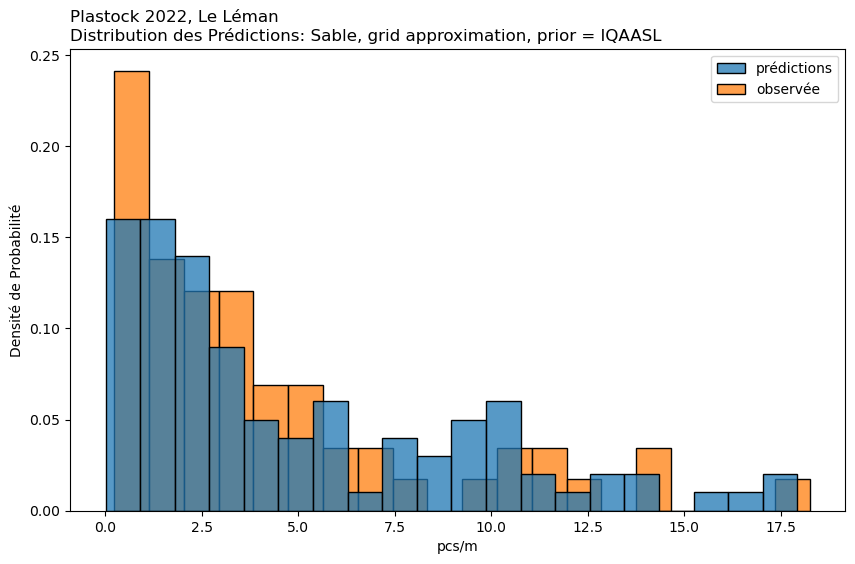 Plastock 2022, Le Léman
Distribution des Prédictions: Sable, grid approximation, prior = IQAASL
prédictions
observée
0.25
0.20
0.15
0.10
0.05
0.00
Densité de Probabilité
0.0 2.5 5.0 7.5 10.0 12.5 15.0 17.5
pcs/m